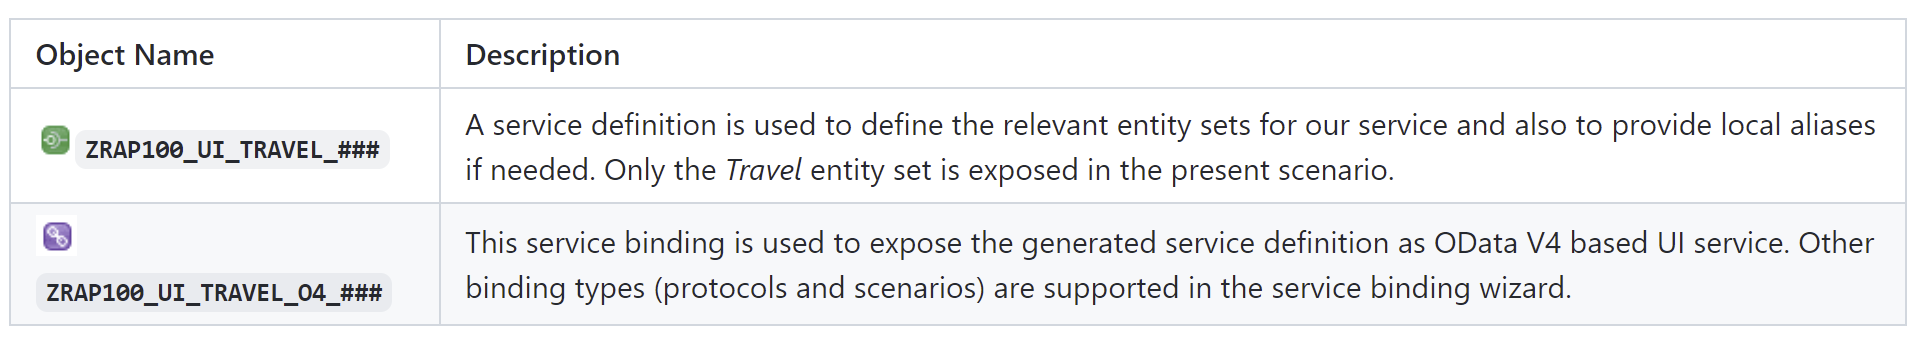 Object Name
Description
ZRAP100_UI_TRAVEL_###
A service definition is used to define the relevant entity sets for our service and also to provide local aliases
if needed. Only the Travel entity set is exposed in the present scenario.
ZRAP100_UI_TRAVEL_O4_###
This service binding is used to expose the generated service definition as OData V4 based UI service. Other
binding types (protocols and scenarios) are supported in the service binding wizard.